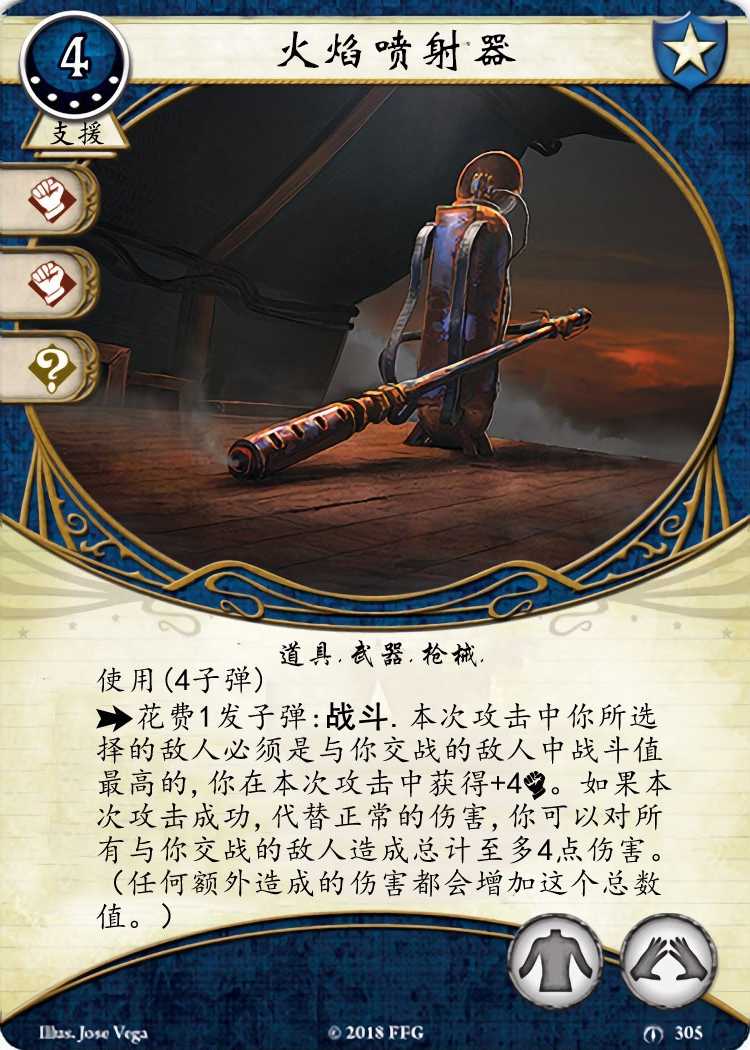 4
火焰喷射器
支援
道具.武器.枪械.
使用(4子弹)
花费1发子弹:战斗.本次攻击中你所选
择的敌人必须是与你交战的敌人中战斗值
最高的,你在本次攻击中获得+4。如果本
次攻击成功,代替正常的伤害,你可以对所
有与你交战的敌人造成总计至多4点伤害。
（任何额外造成的伤害都会增加这个总数
值。）
Illus. Jose Vega
© 2018 FFG
305